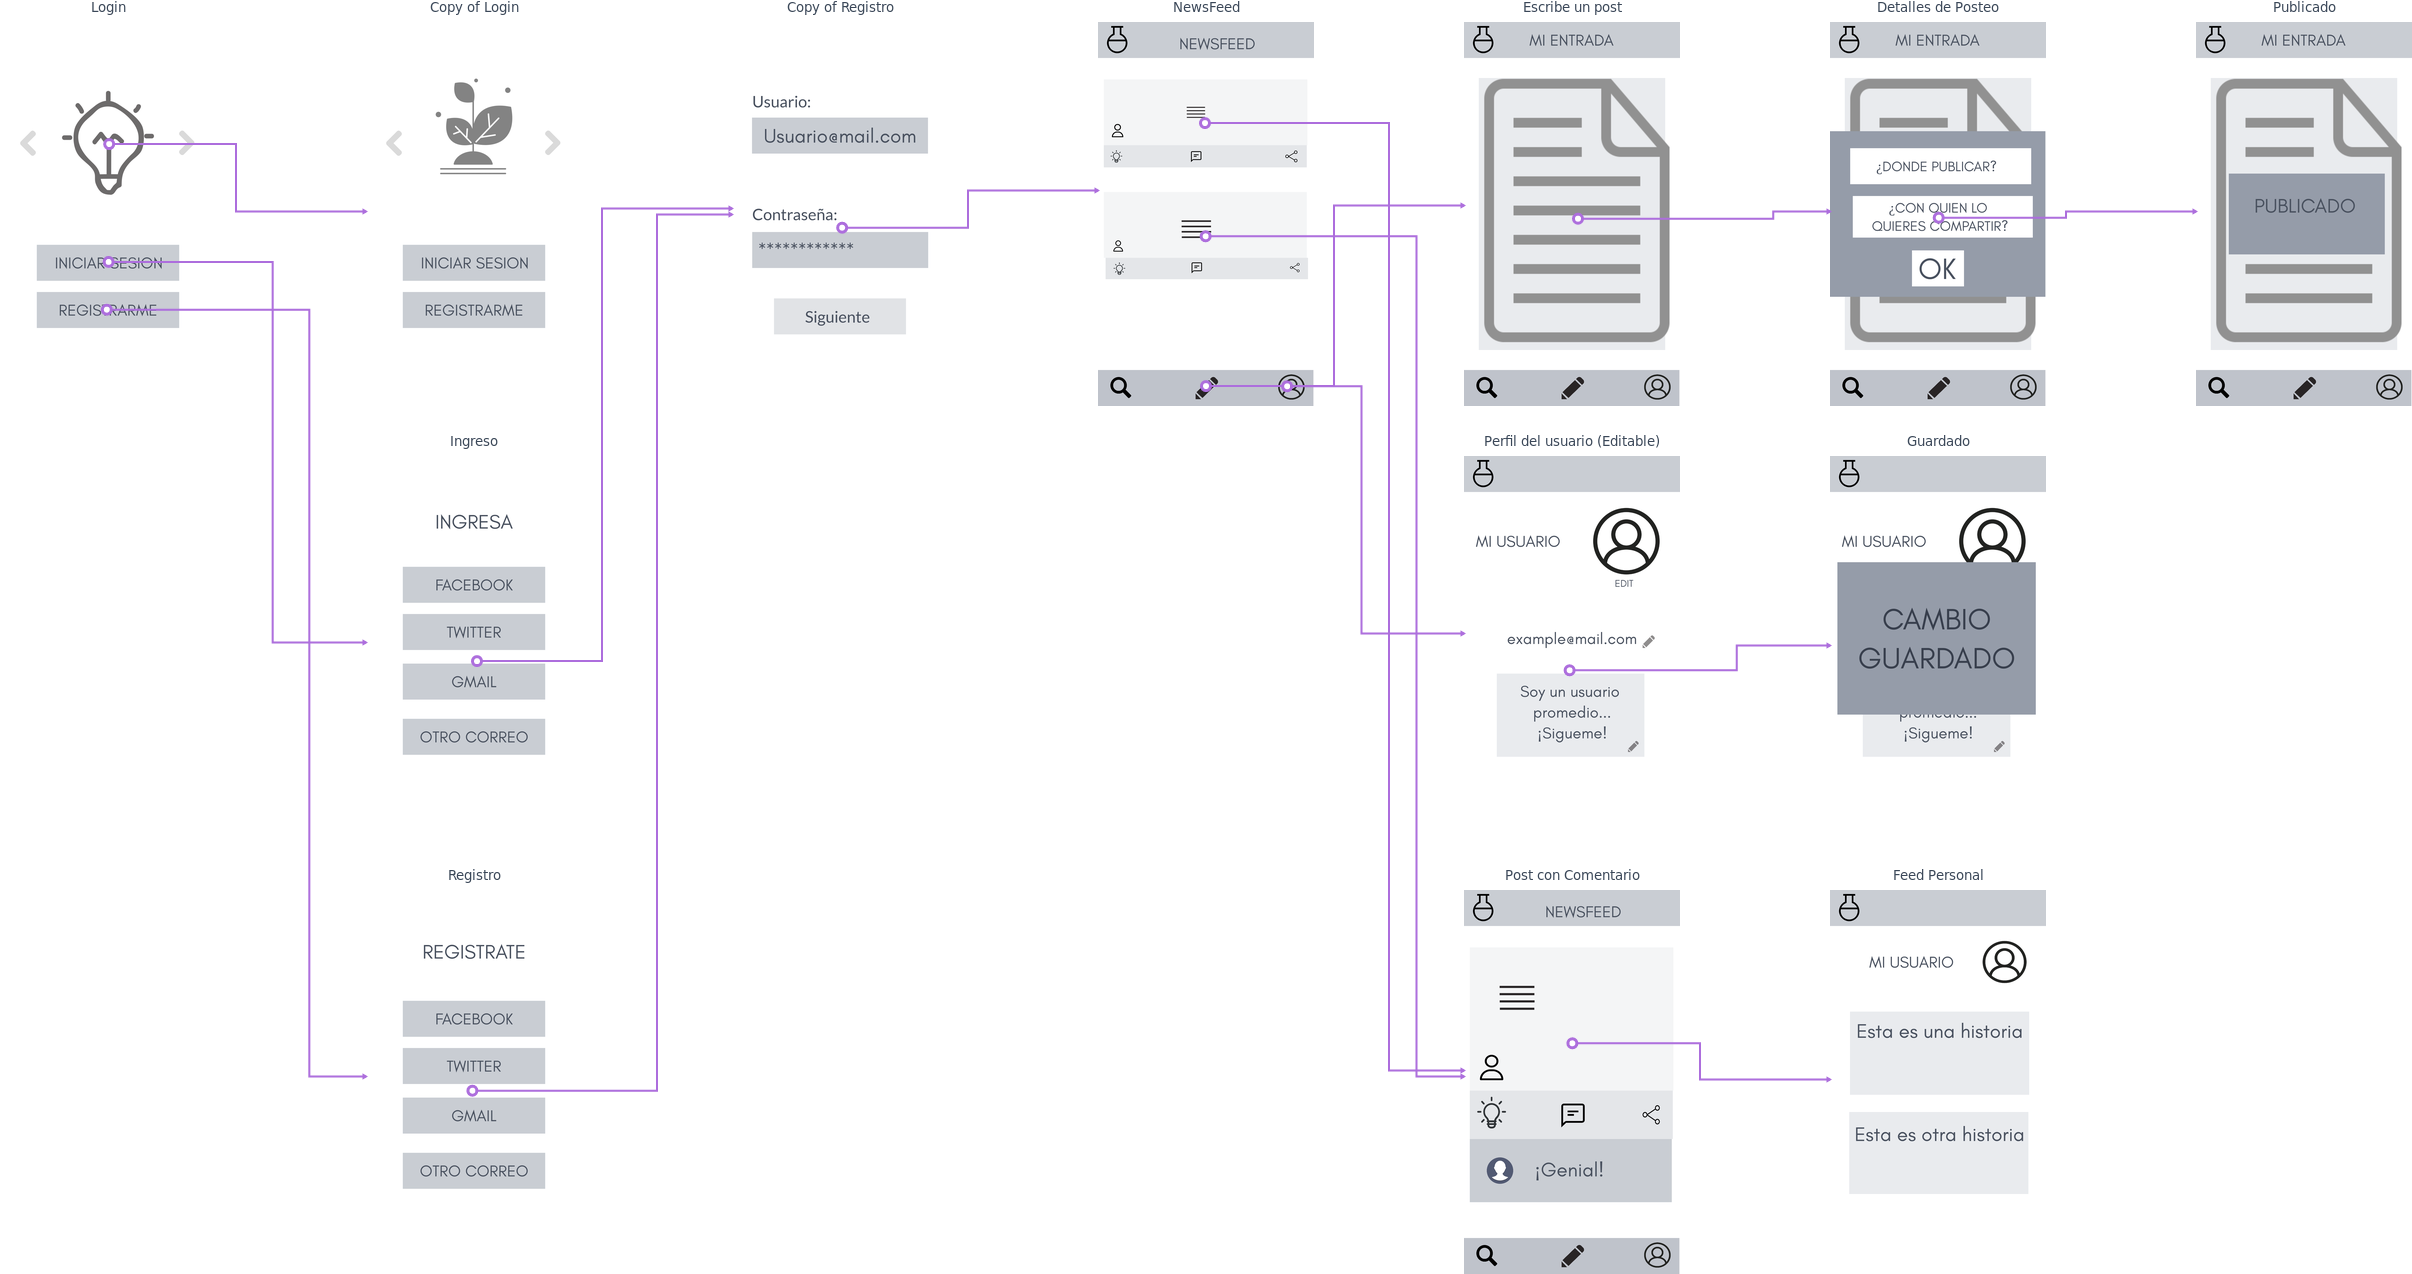 Login
INICIAR SESION
REGISTRARME
Copy of Login
INICIAR SESION
REGISTRARME
Copy of Registro
Usuario:
Usuario@mail.com
Contraseña:
************
Siguiente
NewsFeed
NEWSFEED
Escribe un post
MI ENTRADA
Detalles de Posteo
MI ENTRADA
¿DONDE PUBLICAR?
¿CON QUIEN LO
QUIERES COMPARTIR?
OK
Publicado
MI ENTRADA
PUBLICADO
Ingreso
INGRESA
FACEBOOK
TWITTER
GMAIL
OTRO CORREO
Perfil del usuario (Editable)
MI USUARIO
EDIT
example@mail.com
Soy un usuario
promedio...
¡Sigueme!
Guardado
MI USUARIO
CAMBIO
GUARDADO
promedio...
¡Sigueme!
Registro
REGISTRATE
FACEBOOK
TWITTER
GMAIL
OTRO CORREO
Post con Comentario
NEWSFEED
¡Genial!
Feed Personal
MI USUARIO
Esta es una historia
Esta es otra historia